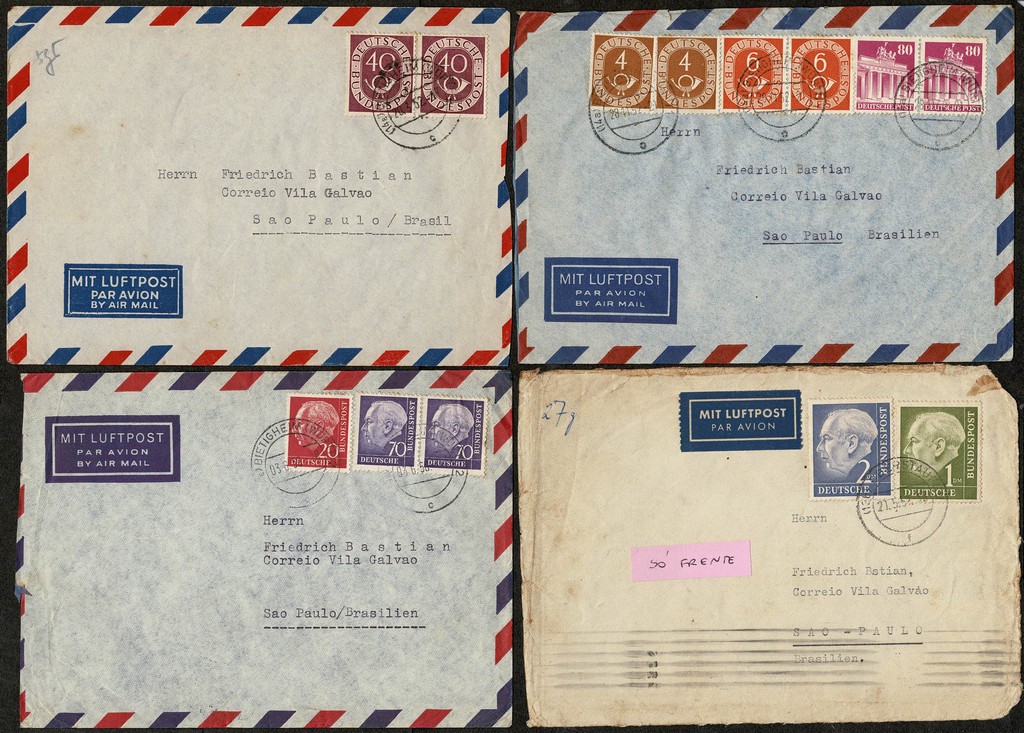 5gr
40 40
DEUTSCHE BUNDESPOST DEUTSCHE BUNDESPOST
Herrn Friedrich Bastian
Correio Vila Galvao
Sao Paulo/Brasil
MIT LUFTPOST
PAR AVION
BY AIR MAIL
4 4 6 6 80 80
DEUTSCHE BUNDESPOST DEUTSCHE BUNDESPOST DEUTSCHE BUNDESPOST DEUTSCHE BUNDESPOST DEUTSCHE POST DEUTSCHE POST
Herrn
Friedrich Bastian
Correio Vila Galvao
Sao Paulo Brasilien
MIT LUFTPOST
PAR AVION
BY AIR MAIL
MIT LUFTPOST
PAR AVION
BY AIR MAIL
20 70 70
DEUTSCHE BUNDESPOST DEUTSCHE BUNDESPOST DEUTSCHE BUNDESPOST
BIETIGHEIM
Herrn
Friedrich Bastian
Correio Vila Galvao
Sao Paulo/Brasilien
27g
MIT LUFTPOST
PAR AVION
2 DM 1 DM
DEUTSCHE BUNDESPOST DEUTSCHE BUNDESPOST
Herrn
SÓ FRENTE
Friedrich Bstian,
Correio Vila Galvão
SAO - PAULO
Brasilien.